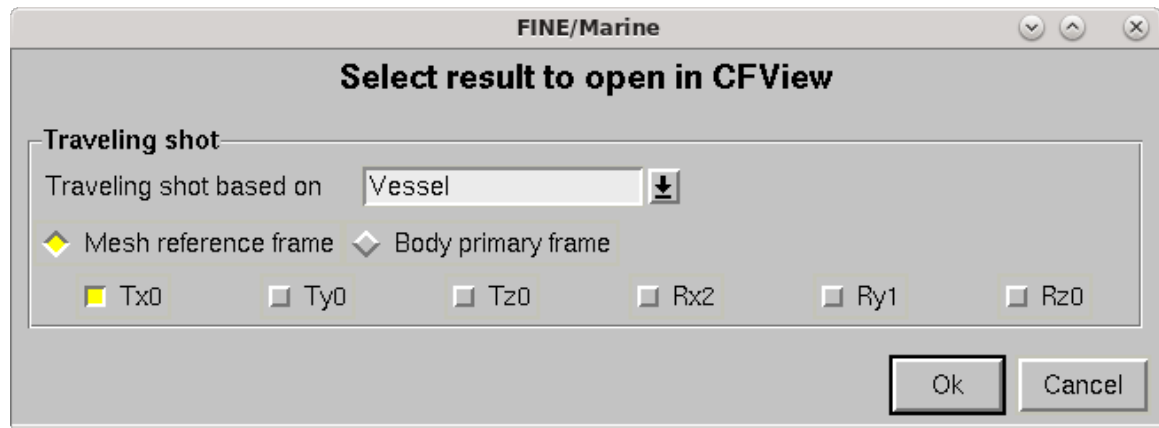 FINE/Marine
Select result to open in CFView
Traveling shot
Traveling shot based on Vessel
Mesh reference frame Body primary frame
Tx0 Ty0 Tz0 Rx2 Ry1 Rz0
Ok Cancel